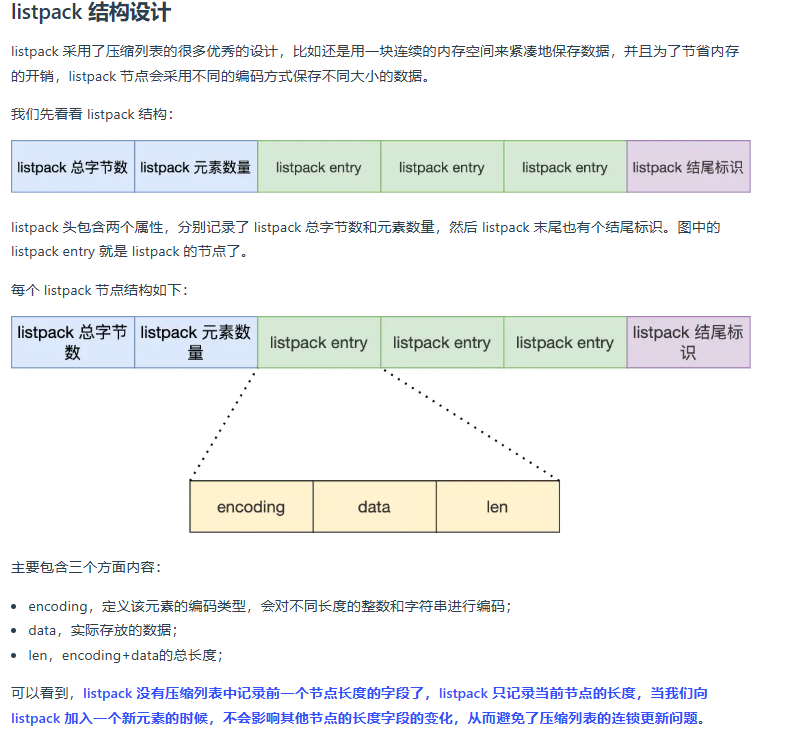 listpack 结构设计
listpack 采用了压缩列表的很多优秀的设计，比如还是用一块连续的内存空间来紧凑地保存数据，并且为了节省内存
的开销，listpack 节点会采用不同的编码方式保存不同大小的数据。
我们先看看 listpack 结构：
listpack 总字节数 listpack 元素数量 listpack entry listpack entry listpack entry listpack 结尾标识
listpack 头包含两个属性，分别记录了 listpack 总字节数和元素数量，然后 listpack 末尾也有个结尾标识。图中的
listpack entry 就是 listpack 的节点了。
每个 listpack 节点结构如下：
listpack 总字节
数
listpack 元素数
量
listpack entry
listpack entry
listpack entry
listpack 结尾标
识
encoding data len
主要包含三个方面内容：
• encoding，定义该元素的编码类型，会对不同长度的整数和字符串进行编码；
• data，实际存放的数据；
• len，encoding+data的总长度；
可以看到，listpack 没有压缩列表中记录前一个节点长度的字段了，listpack 只记录当前节点的长度，当我们向
listpack 加入一个新元素的时候，不会影响其他节点的长度字段的变化，从而避免了压缩列表的连锁更新问题。